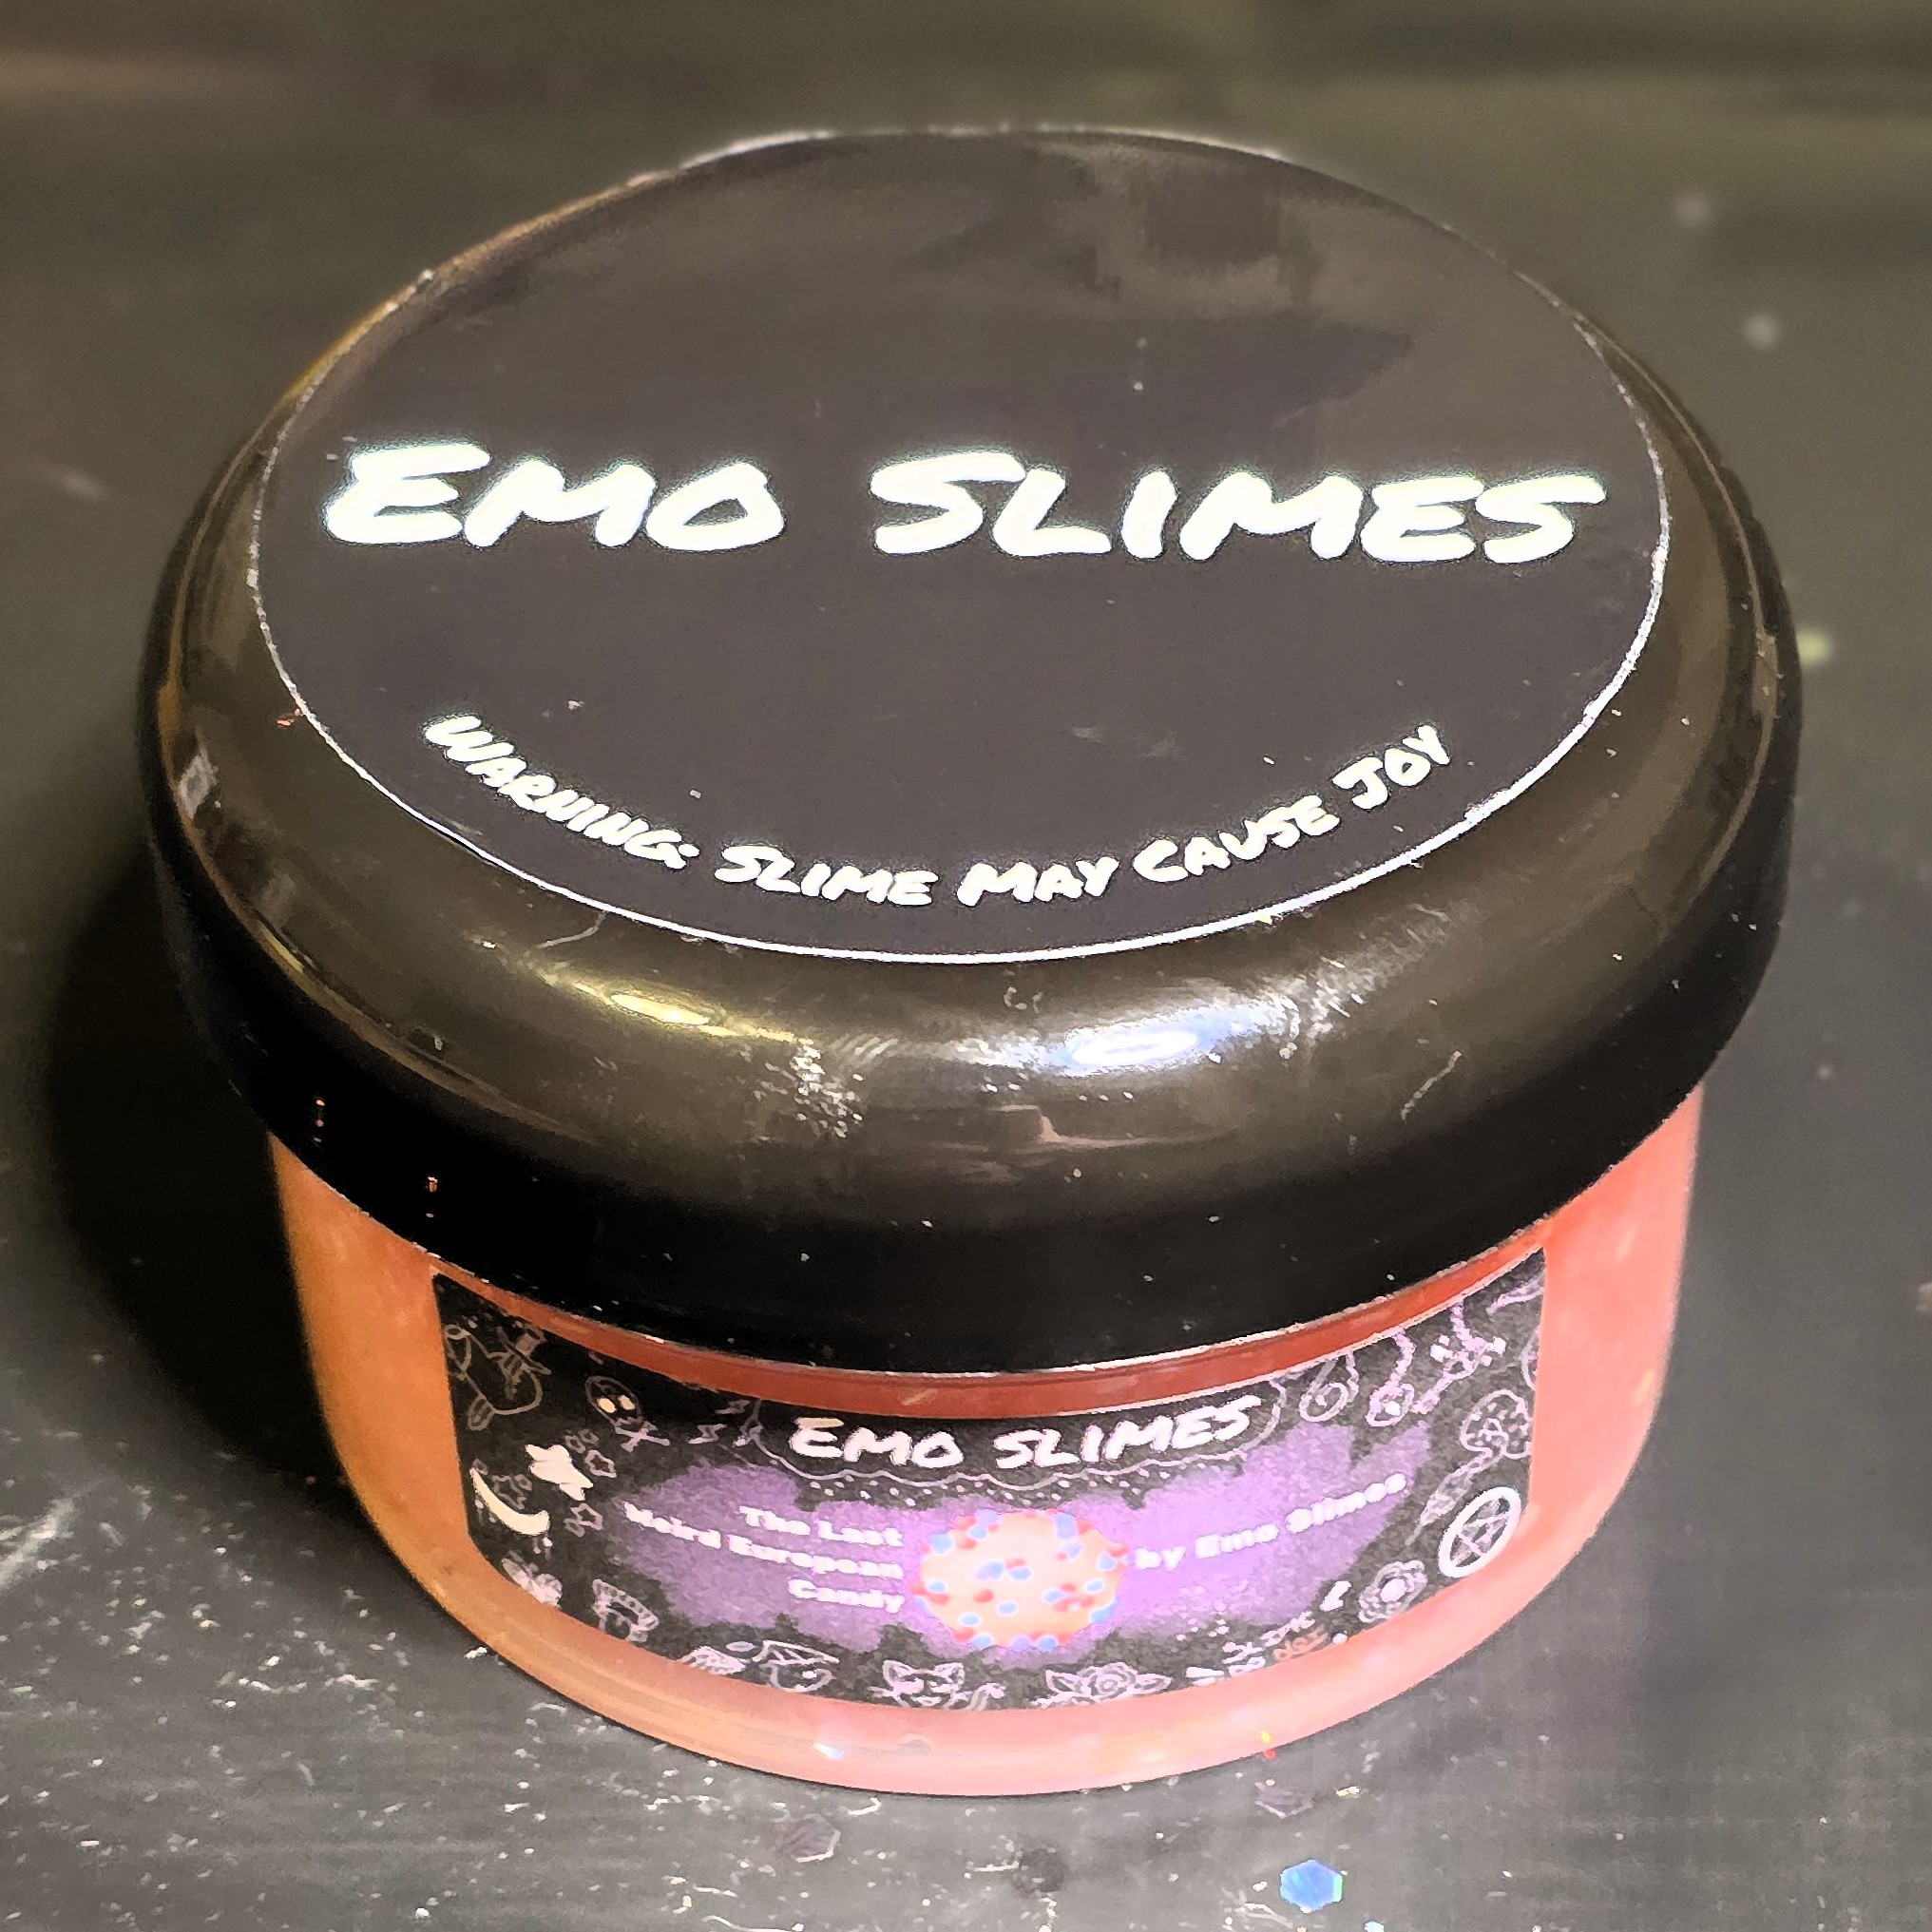 EMO SLIMES
WARNING: SLIME MAY CAUSE JOY
EMO SLIMES
The Last
Weird European
Candy
by Emo Slimes